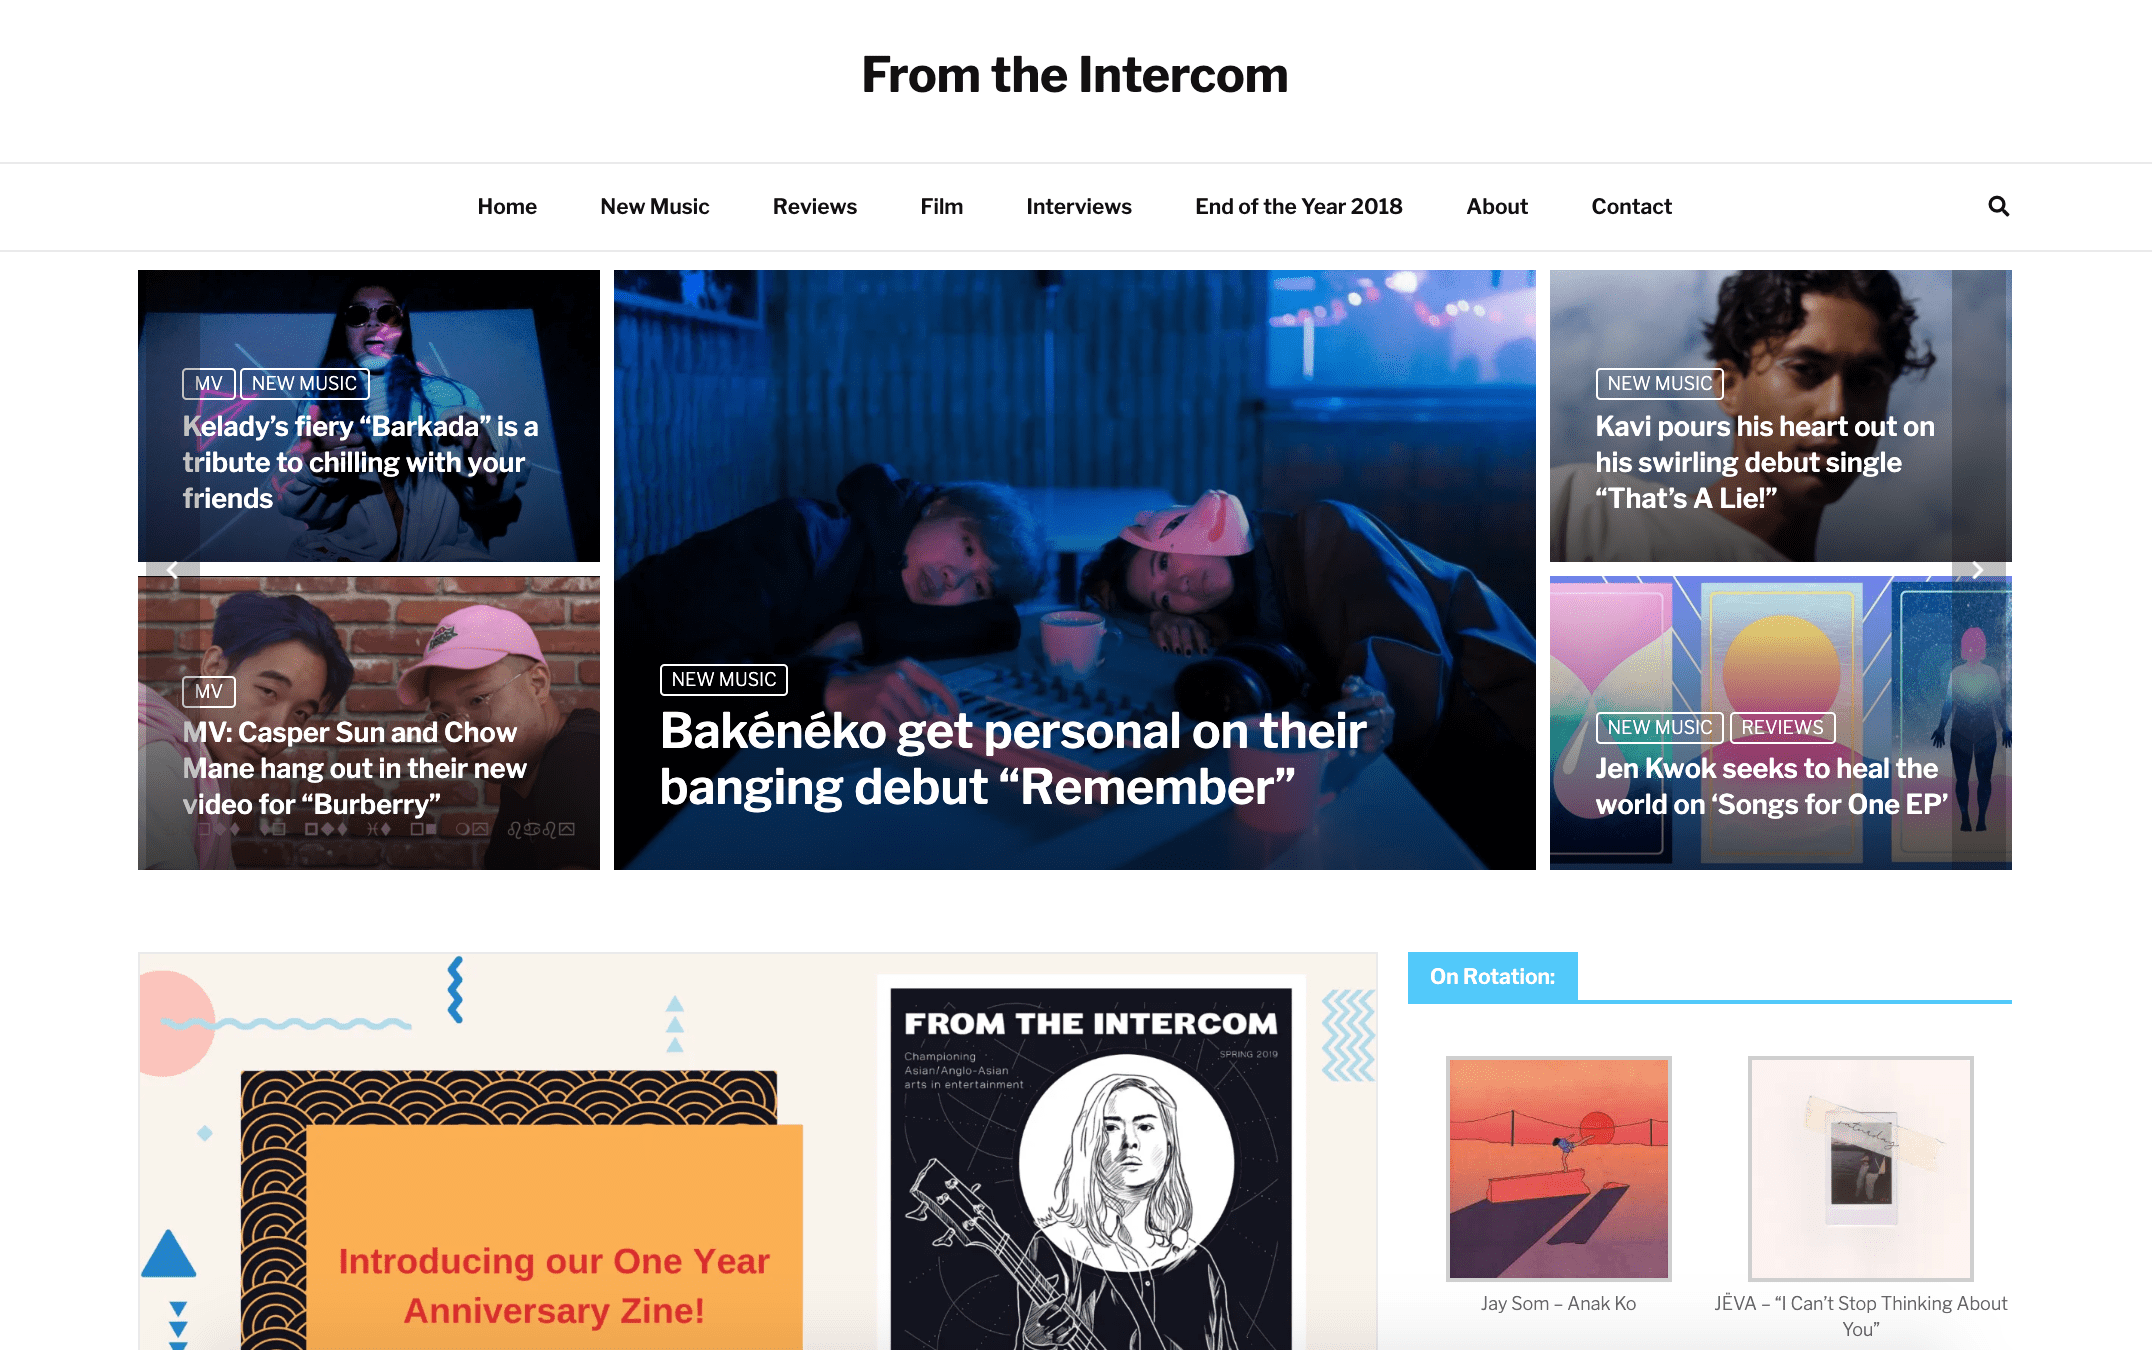 From the Intercom
Home New Music Reviews Film Interviews End of the Year 2018 About Contact
MV NEW MUSIC
Kelady’s fiery “Barkada” is a
tribute to chilling with your
friends
MV
MV: Casper Sun and Chow
Mane hang out in their new
video for “Burberry”
NEW MUSIC
Bakénéko get personal on their
banging debut “Remember”
NEW MUSIC
Kavi pours his heart out on
his swirling debut single
“That’s A Lie!”
NEW MUSIC REVIEWS
Jen Kwok seeks to heal the
world on ‘Songs for One EP’
Introducing our One Year
Anniversary Zine!
FROM THE INTERCOM
SPRING 2019
Championing
Asian/Anglo-Asian
arts in entertainment
On Rotation:
saturday
Jay Som – Anak Ko
JËVA – “I Can’t Stop Thinking About
You”